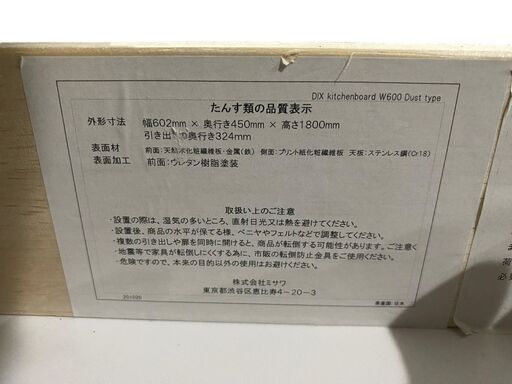 DIX kitchenboard W600 Dust type
たんす類の品質表示
外形寸法 幅602mm × 奥行き450mm × 高さ1800mm
引き出 奥行き324mm
表面材 前面:天然木化粧繊維板・金属(鉄) 側面:プリント紙化粧繊維板 天板:ステンレス鋼(Cr18)
表面加工 前面:ウレタン樹脂塗装
取扱い上のご注意
・設置の際は、湿気の多いところ、直射日光又は熱を避けてください。
・設置後、商品の水平が保てる様、ベニヤやフェルトなどで調整してください。
・複数の引き出しや扉を同時に開けると、商品が転倒する可能性があります。ご注意く
・地震等で家具が転倒しにくくする為に、市販の転倒防止金具をご使用ください。
・危険ですので、本来の目的以外の使用はお避けください。
株式会社ミサワ
東京都渋谷区恵比寿4-20-3
201020
原産国:日本